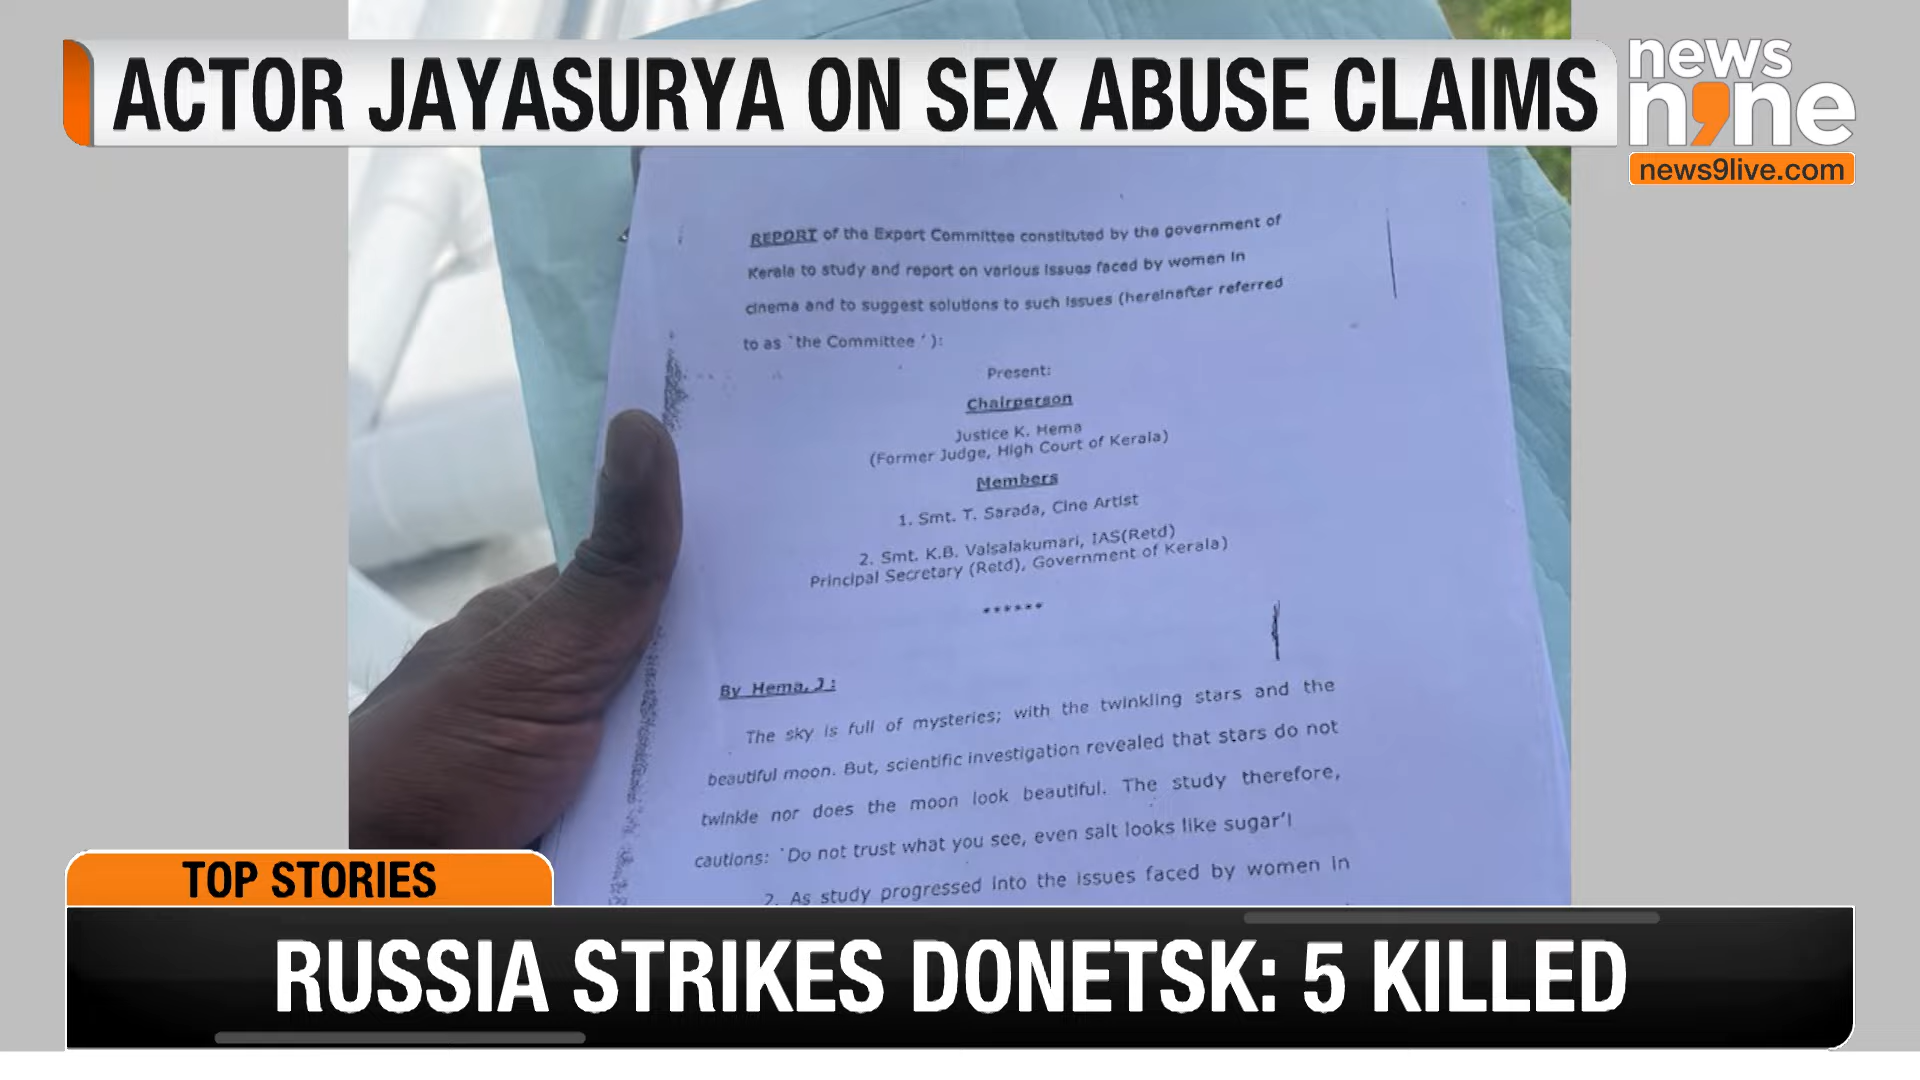 ACTOR JAYASURYA ON SEX ABUSE CLAIMS
news
nine
news9live.com
REPORT of the Expert Committee constituted by the government of
Kerala to study and report on various issues faced by women in
cinema and to suggest solutions to such issues (hereinafter referred
to as `the Committee '):
Present:
Chairperson
Justice K. Hema
(Former Judge, High Court of Kerala)
Members
1. Smt. T. Sarada, Cine Artist
2. Smt. K.B. Valsalakumari, IAS(Retd)
Principal Secretary (Retd), Government of Kerala)
******
By Hema, J:
The sky is full of mysteries; with the twinkling stars and the
beautiful moon. But, scientific investigation revealed that stars do not
twinkle nor does the moon look beautiful. The study therefore,
cautions: `Do not trust what you see, even salt looks like sugar'!
2. As study progressed into the issues faced by women in
TOP STORIES
RUSSIA STRIKES DONETSK: 5 KILLED